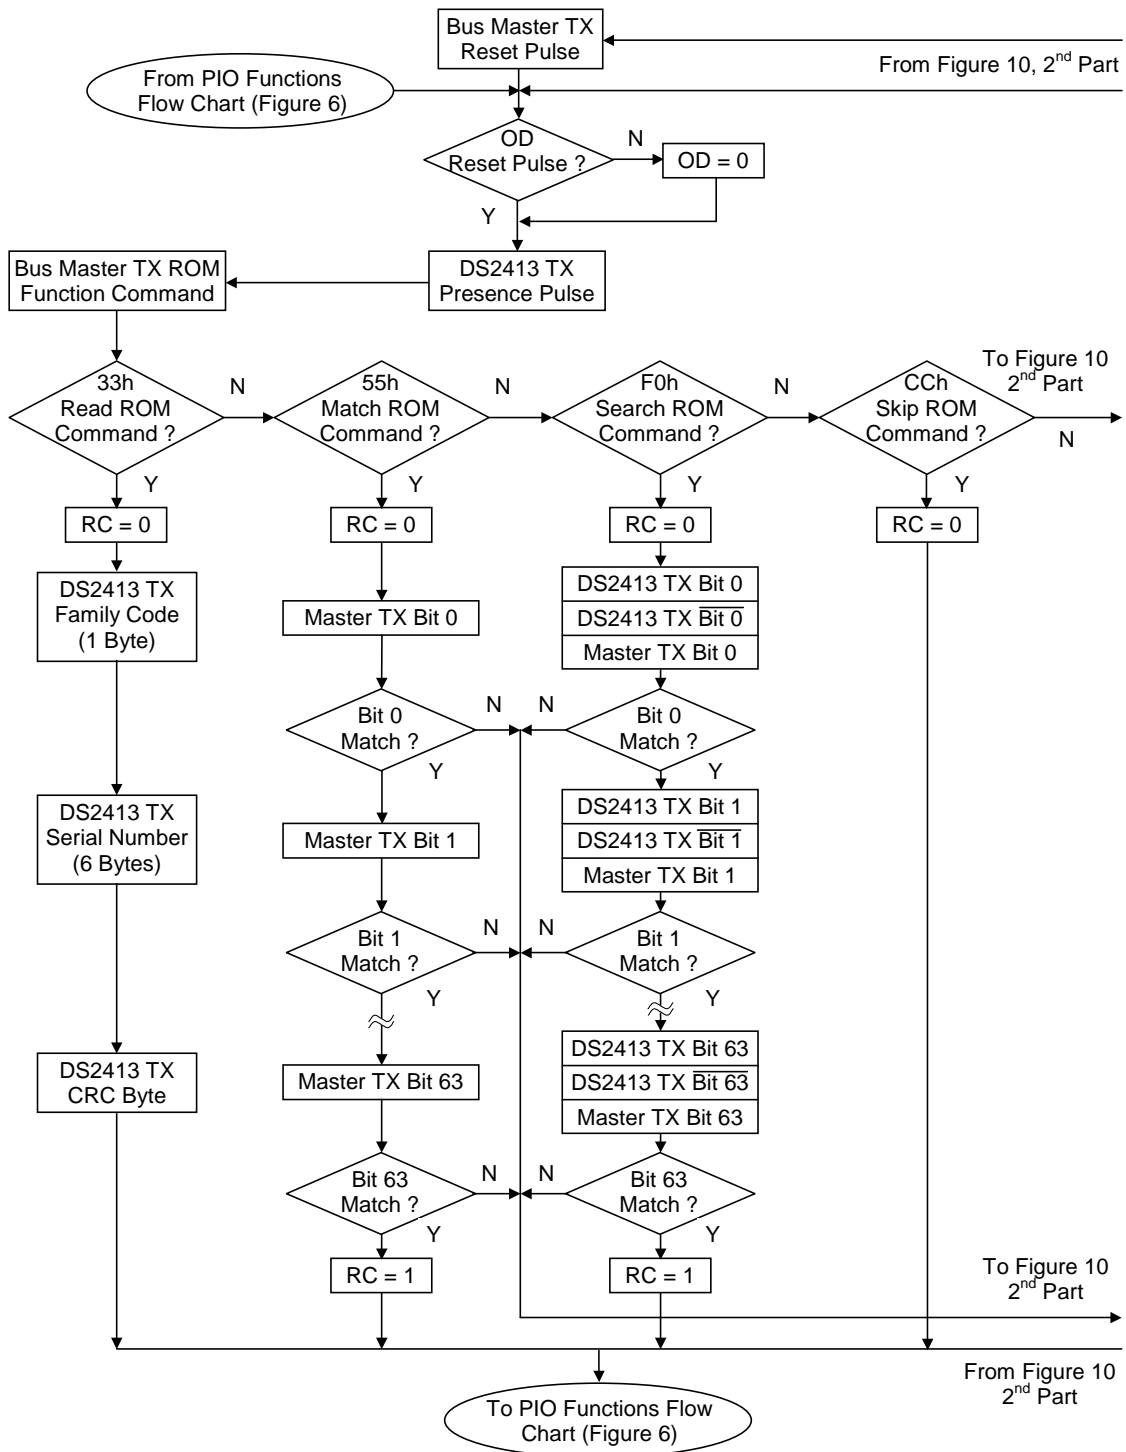 Bus Master TX
Reset Pulse
From Figure 10, 2nd Part
From PIO Functions
Flow Chart (Figure 6)
OD
Reset Pulse ?
N
OD = 0
Y
Bus Master TX ROM
Function Command
DS2413 TX
Presence Pulse
33h
Read ROM
Command ?
N
55h
Match ROM
Command ?
N
F0h
Search ROM
Command ?
N
CCh
Skip ROM
Command ?
To Figure 10
2nd Part
N
Y
Y
Y
Y
RC = 0
RC = 0
RC = 0
RC = 0
DS2413 TX
Family Code
(1 Byte)
Master TX Bit 0
DS2413 TX Bit 0
DS2413 TX B̅i̅t̅ ̅0̅
Master TX Bit 0
Bit 0
Match ?
N
N
Bit 0
Match ?
Y
Y
DS2413 TX
Serial Number
(6 Bytes)
Master TX Bit 1
DS2413 TX Bit 1
DS2413 TX B̅i̅t̅ ̅1̅
Master TX Bit 1
Bit 1
Match ?
N
N
Bit 1
Match ?
Y
Y
DS2413 TX
CRC Byte
Master TX Bit 63
DS2413 TX Bit 63
DS2413 TX B̅i̅t̅ ̅6̅3̅
Master TX Bit 63
Bit 63
Match ?
N
N
Bit 63
Match ?
Y
Y
RC = 1
RC = 1
To Figure 10
2nd Part
From Figure 10
2nd Part
To PIO Functions Flow
Chart (Figure 6)